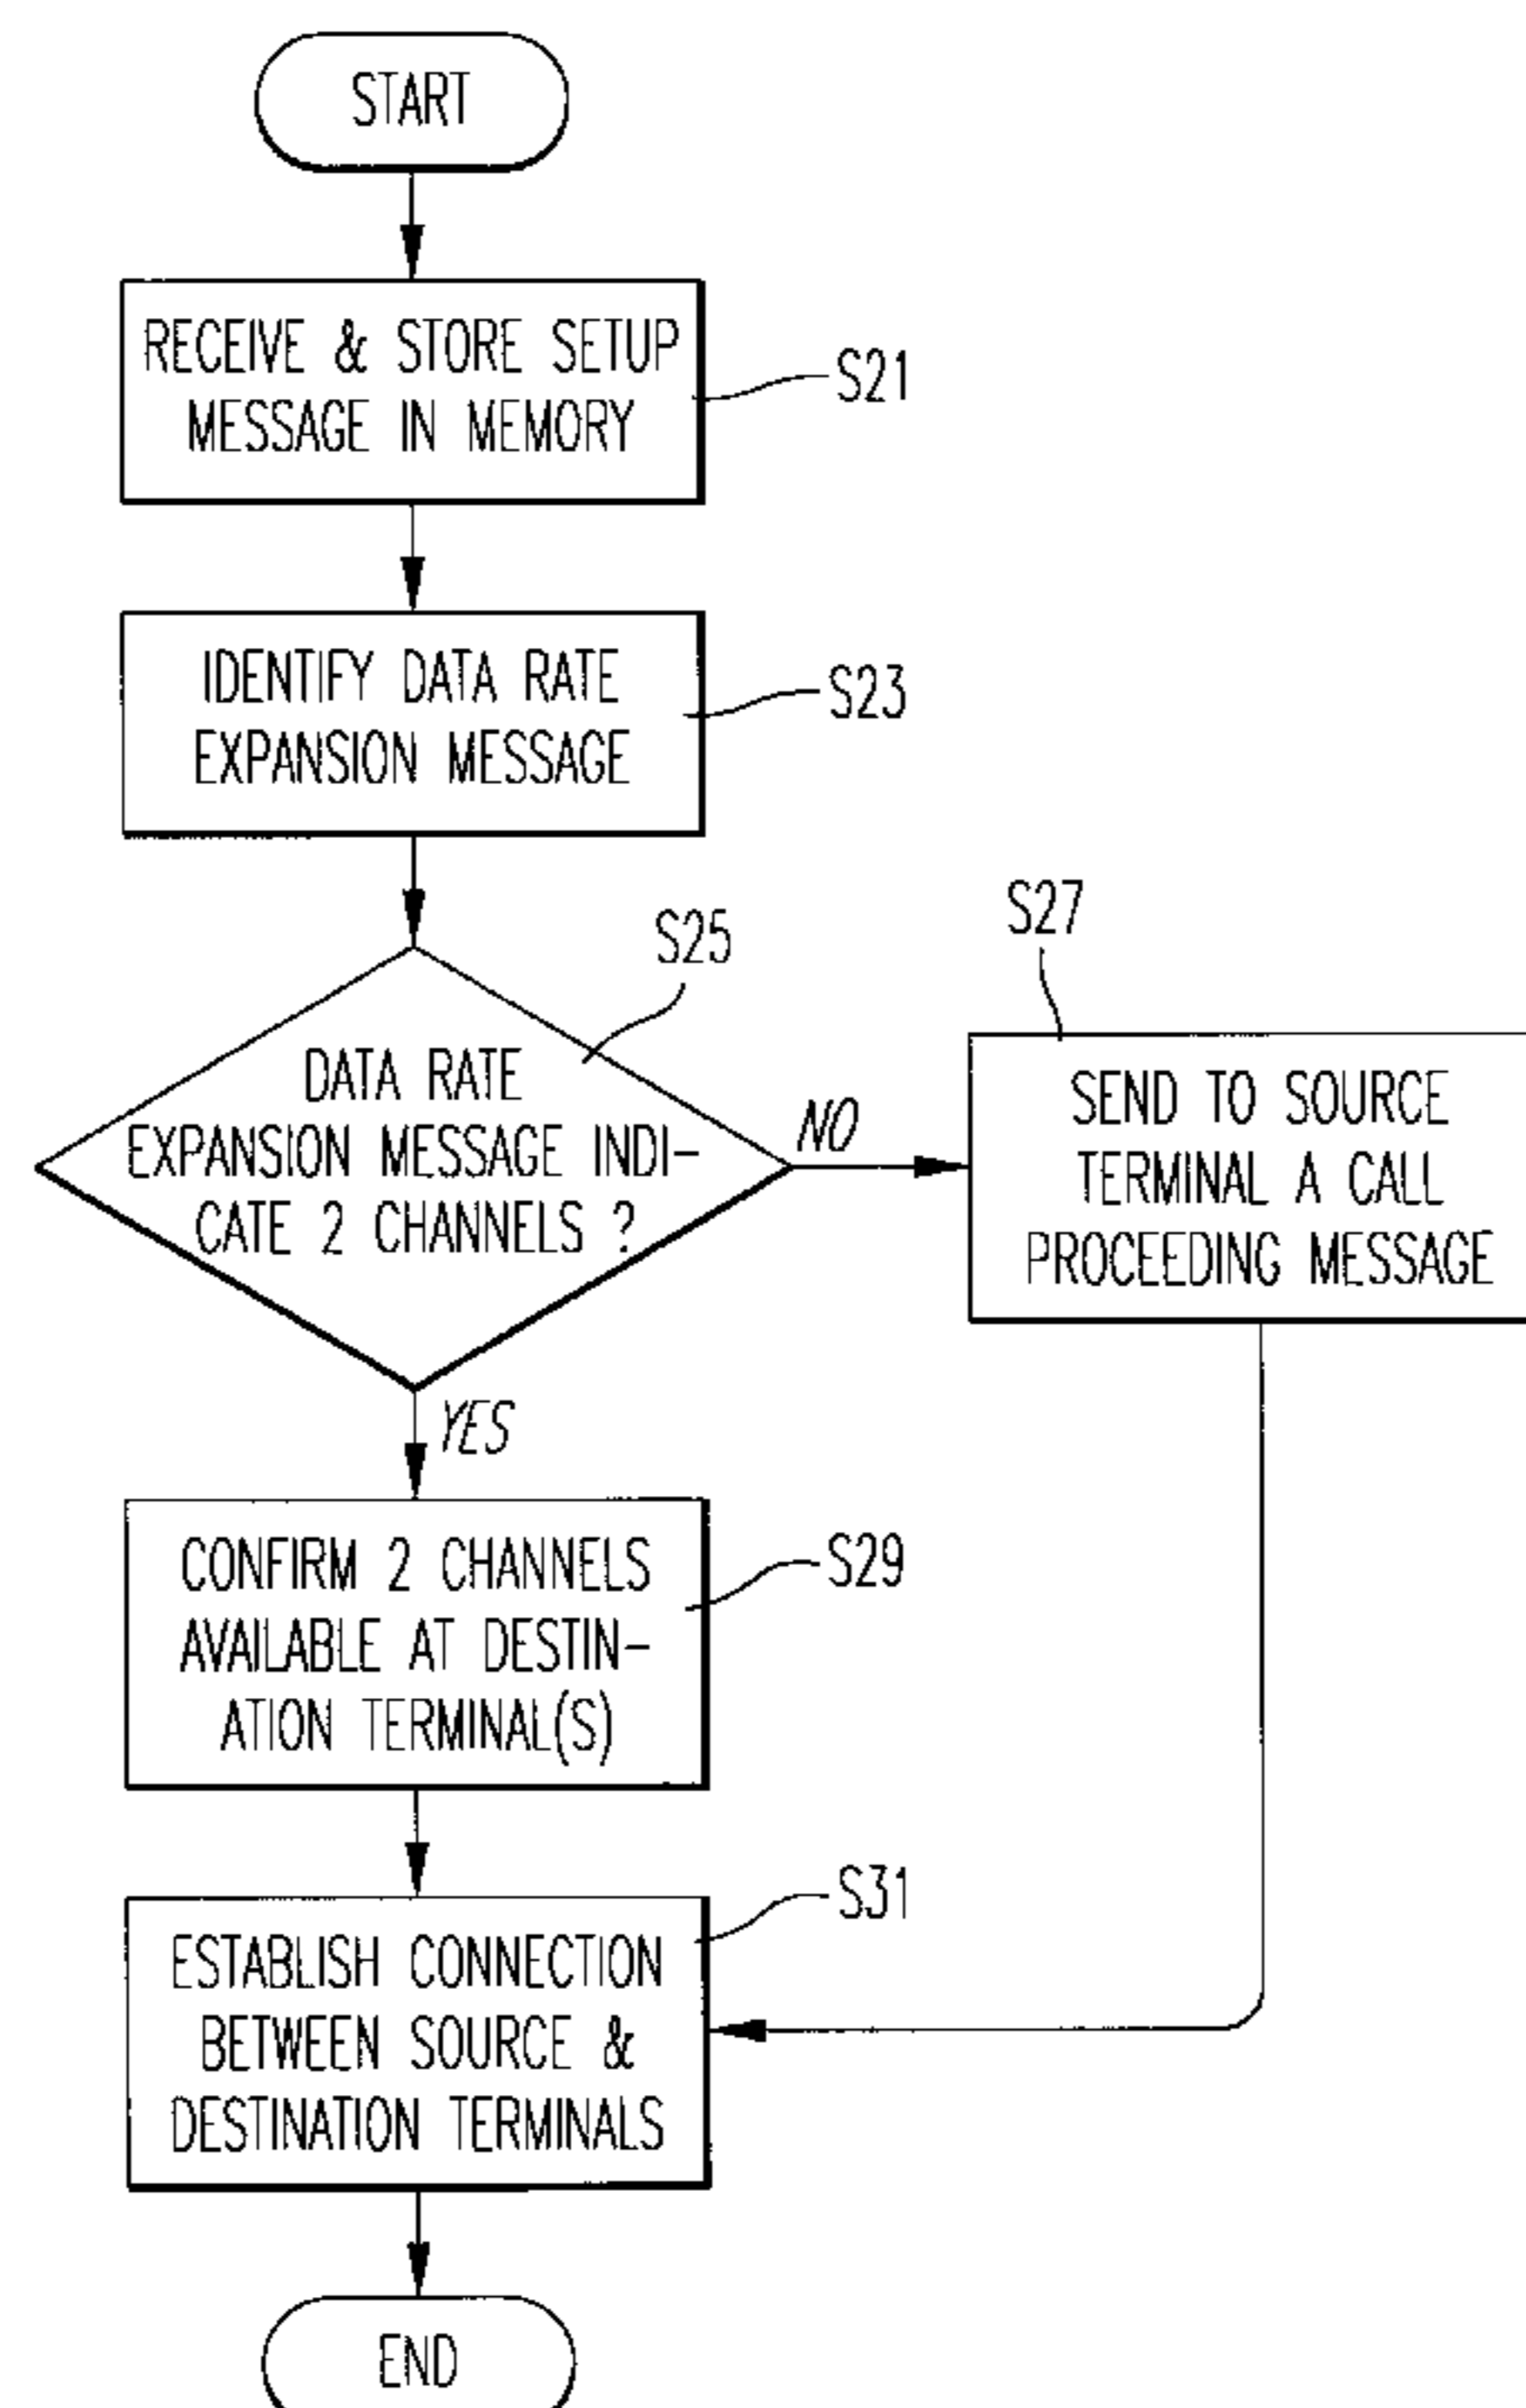 START
RECEIVE & STORE SETUP
MESSAGE IN MEMORY
S21
IDENTIFY DATA RATE
EXPANSION MESSAGE
S23
S25
DATA RATE
EXPANSION MESSAGE INDI-
CATE 2 CHANNELS ?
NO
S27
SEND TO SOURCE
TERMINAL A CALL
PROCEEDING MESSAGE
YES
CONFIRM 2 CHANNELS
AVAILABLE AT DESTIN-
ATION TERMINAL(S)
S29
ESTABLISH CONNECTION
BETWEEN SOURCE &
DESTINATION TERMINALS
S31
END